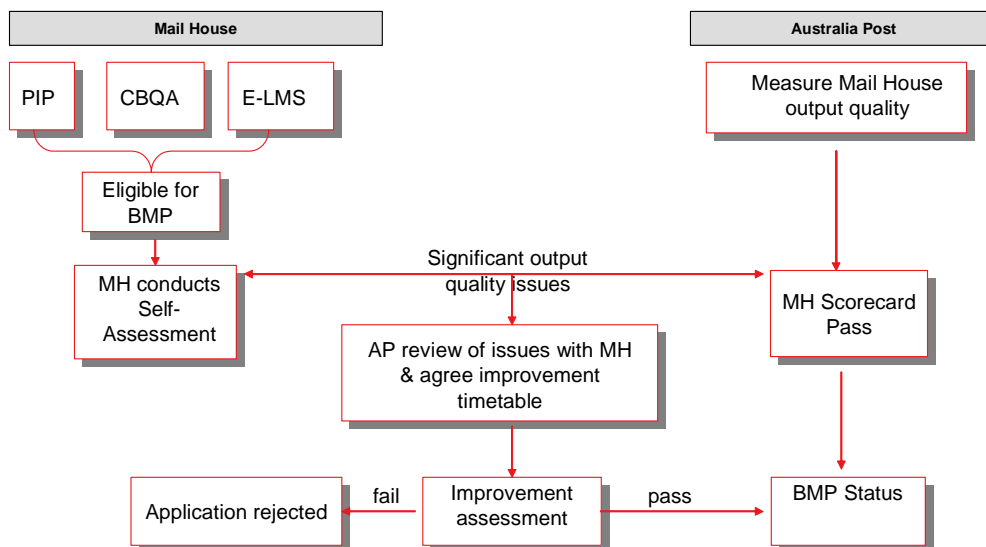 Mail House
Australia Post
PIP
CBQA
E-LMS
Measure Mail House
output quality
Eligible for
BMP
MH conducts
Self-
Assessment
Significant output
quality issues
MH Scorecard
Pass
AP review of issues with MH
& agree improvement
timetable
Application rejected
fail
Improvement
assessment
pass
BMP Status